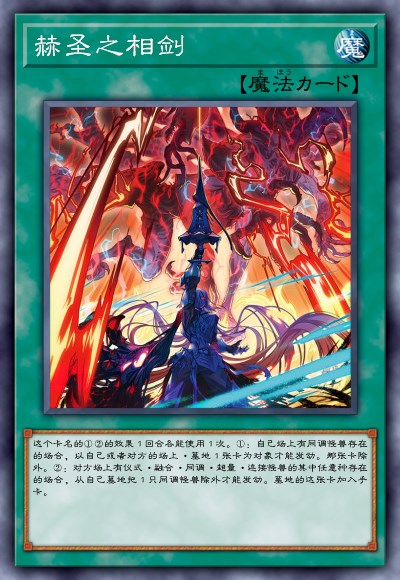 赫圣之相剑
魔
【魔法カード】
ま ほう
这个卡名的①②的效果1回合各能使用1次。①：自己场上有同调怪兽存在
的场合，以自己或者对方的场上·墓地1张卡为对象才能发动。那张卡除
外。②：对方场上有仪式·融合·同调·超量·连接怪兽的其中任意种存在
的场合，从自己墓地把1只同调怪兽除外才能发动。墓地的这张卡加入手
卡。